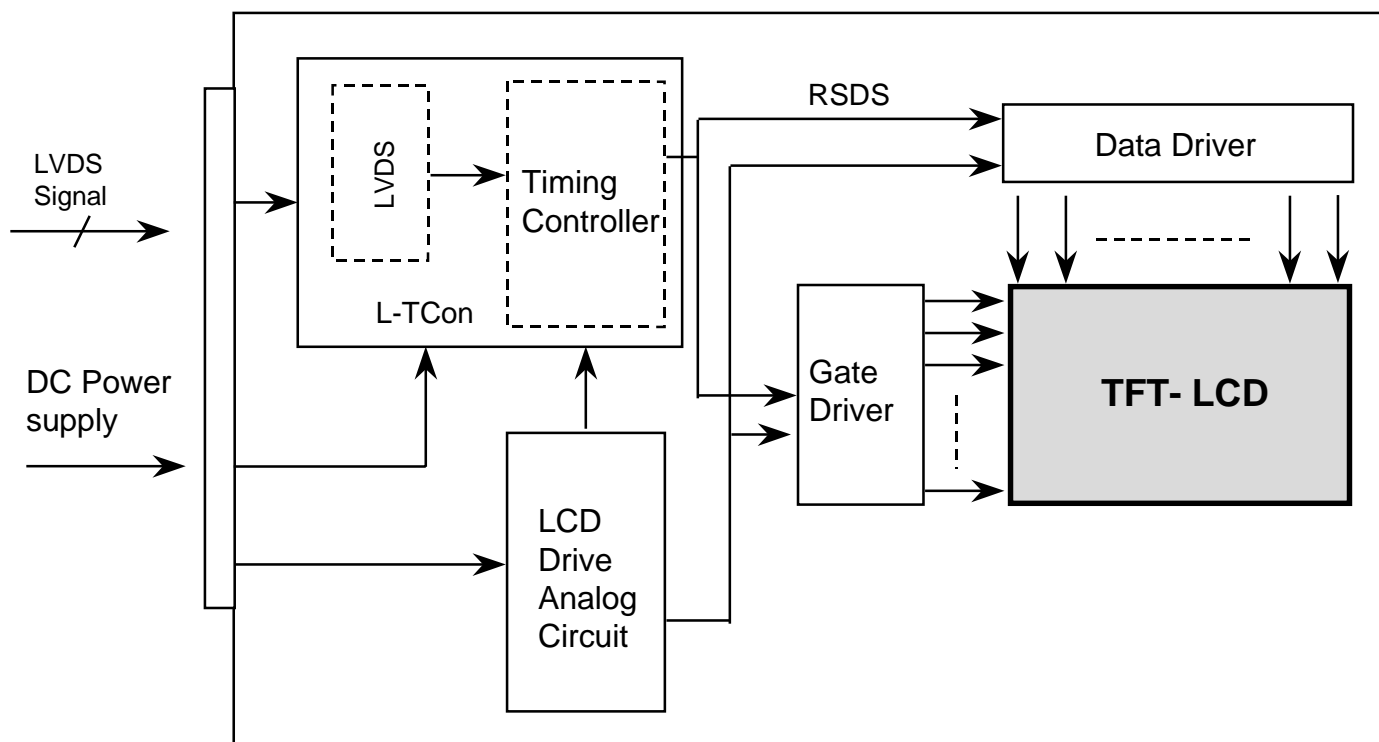 LVDS
Signal
DC Power
supply
LVDS
Timing
Controller
L-TCon
LCD
Drive
Analog
Circuit
RSDS
Data Driver
Gate
Driver
TFT- LCD